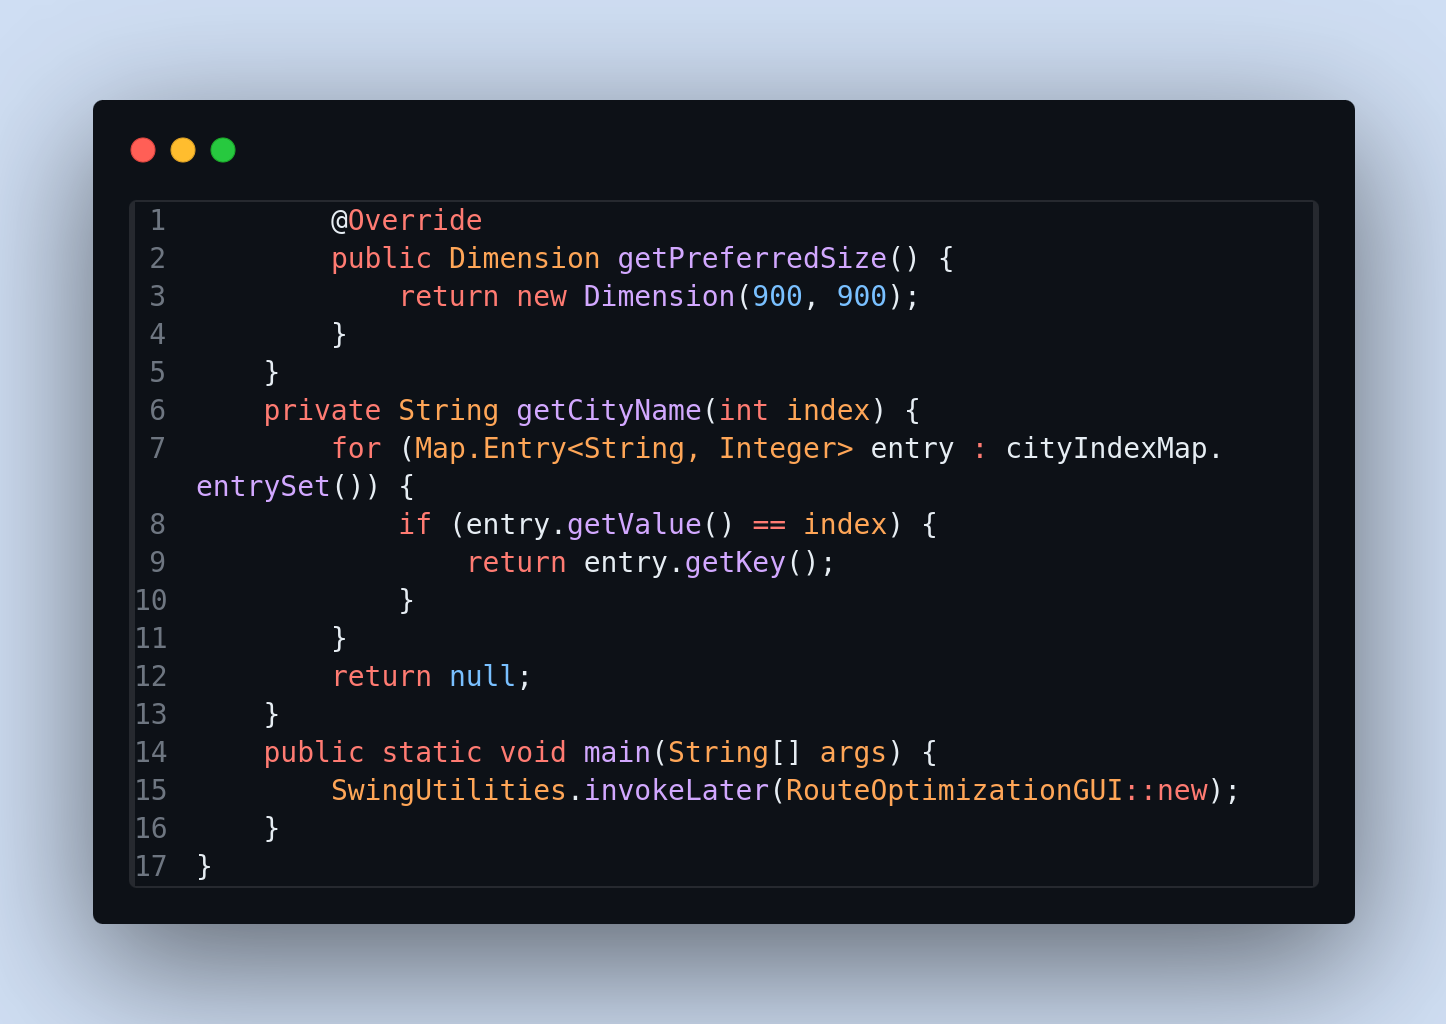 1         @Override
2         public Dimension getPreferredSize() {
3             return new Dimension(900, 900);
4         }
5     }
6     private String getCityName(int index) {
7         for (Map.Entry<String, Integer> entry : cityIndexMap.
entrySet()) {
8             if (entry.getValue() == index) {
9                 return entry.getKey();
10             }
11         }
12         return null;
13     }
14     public static void main(String[] args) {
15         SwingUtilities.invokeLater(RouteOptimizationGUI::new);
16     }
17 }